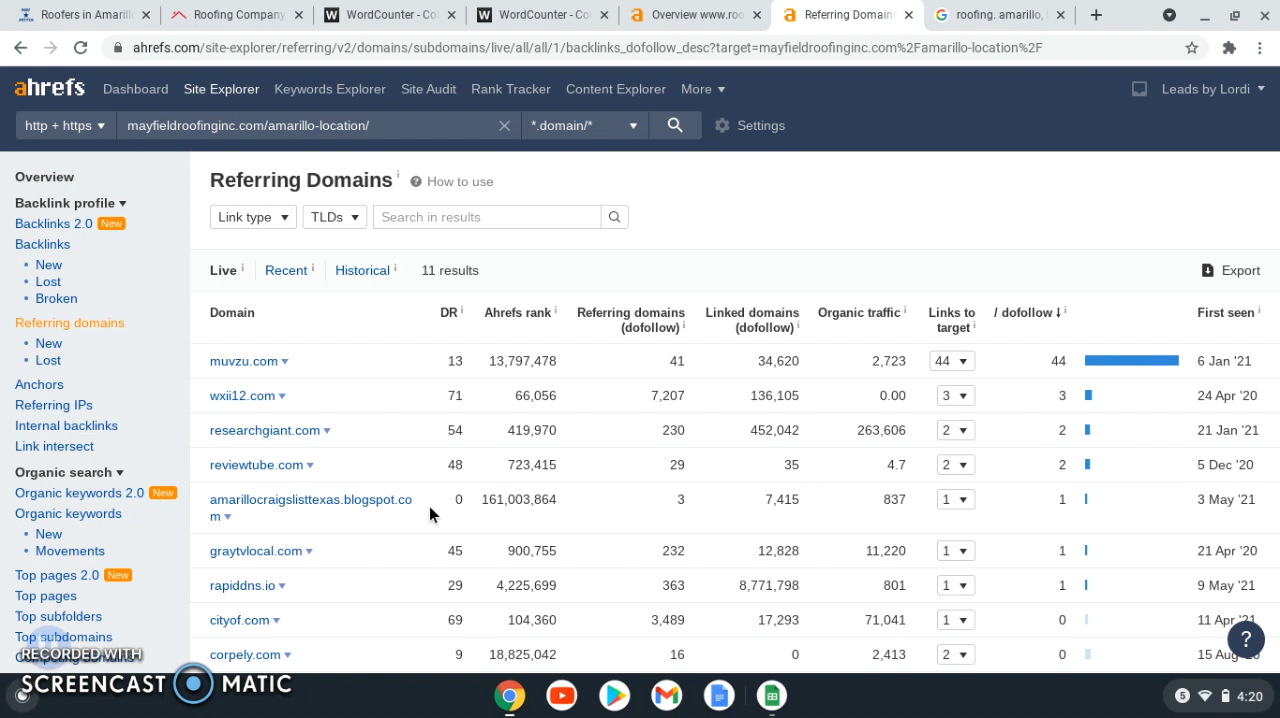 Roofers in Amaril
Roofing Company
WordCounter - Co
WordCounter - Co
Overview www.roo
Referring Domain
roofing. amarillo,
ahrefs.com/site-explorer/referring/v2/domains/subdomains/live/all/all/1/backlinks_dofollow_desc?target=mayfieldroofinginc.com%2Famarillo-location%2F
ahrefs Dashboard Site Explorer Keywords Explorer Site Audit Rank Tracker Content Explorer More Leads by Lordi
http + https mayfieldroofinginc.com/amarillo-location/ *.domain/* Settings
Overview
Backlink profile
Backlinks 2.0 New
Backlinks
• New
• Lost
• Broken
Referring domains
• New
• Lost
Anchors
Referring IPs
Internal backlinks
Link intersect
Organic search
Organic keywords 2.0 New
Organic keywords
• New
• Movements
Top pages 2.0 New
Top pages
Top subfolders
Top subdomains
Competing domains
Referring Domains i ? How to use
Link type TLDs Search in results
Live i Recent i Historical i 11 results Export
Domain DR i Ahrefs rank i Referring domains (dofollow) i Linked domains (dofollow) i Organic traffic i Links to target i / dofollow i First seen i
muvzu.com 13 13,797,478 41 34,620 2,723 44 44 6 Jan '21
wxii12.com 71 66,056 7,207 136,105 0.00 3 3 24 Apr '20
researchgiant.com 54 419,970 230 452,042 263,606 2 2 21 Jan '21
reviewtube.com 48 723,415 29 35 4.7 2 2 5 Dec '20
amarillocraigslisttexas.blogspot.co 0 161,003,864 3 7,415 837 1 1 3 May '21
m
graytvlocal.com 45 900,755 232 12,828 11,220 1 1 21 Apr '20
rapiddns.io 29 4,225,699 363 8,771,798 801 1 1 9 May '21
cityof.com 69 104,360 3,489 17,293 71,041 1 0 11 Apr '21
corpely.com 9 18,825,042 16 0 2,413 2 0 15 Aug '20
?
RECORDED WITH
SCREENCAST MATIC
5 4:20